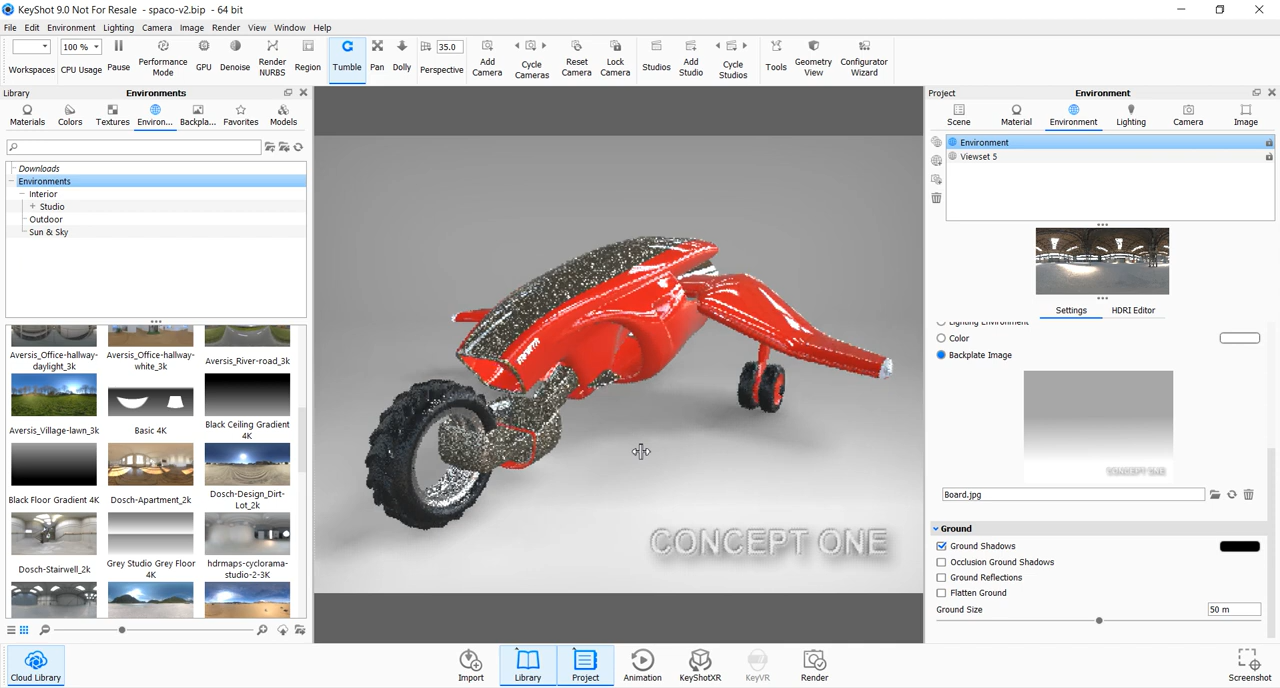 KeyShot 9.0 Not For Resale - spaco-v2.bip - 64 bit
File Edit Environment Lighting Camera Image Render View Window Help
100 % 35.0
Workspaces CPU Usage Pause Performance Mode GPU Denoise Render NURBS Region Tumble Pan Dolly Perspective Add Camera Cycle Cameras Reset Camera Lock Camera Studios Add Studio Cycle Studios Tools Geometry View Configurator Wizard
Library Environments
Materials Colors Textures Environ... Backpla... Favorites Models
Downloads
Environments
Interior
Studio
Outdoor
Sun & Sky
Aversis_Office-hallway-daylight_3k Aversis_Office-hallway-white_3k Aversis_River-road_3k
Aversis_Village-lawn_3k Basic 4K Black Ceiling Gradient 4K
Black Floor Gradient 4K Dosch-Apartment_2k Dosch-Design_Dirt-Lot_2k
Dosch-Stairwell_2k Grey Studio Grey Floor 4K hdrmaps-cyclorama-studio-2-3K
CONCEPT ONE
Project Environment
Scene Material Environment Lighting Camera Image
Environment
Viewset 5
Settings HDRI Editor
Lighting Environment
Color
Backplate Image
CONCEPT ONE
Board.jpg
Ground
Ground Shadows
Occlusion Ground Shadows
Ground Reflections
Flatten Ground
Ground Size 50 m
Cloud Library Import Library Project Animation KeyShotXR KeyVR Render Screenshot